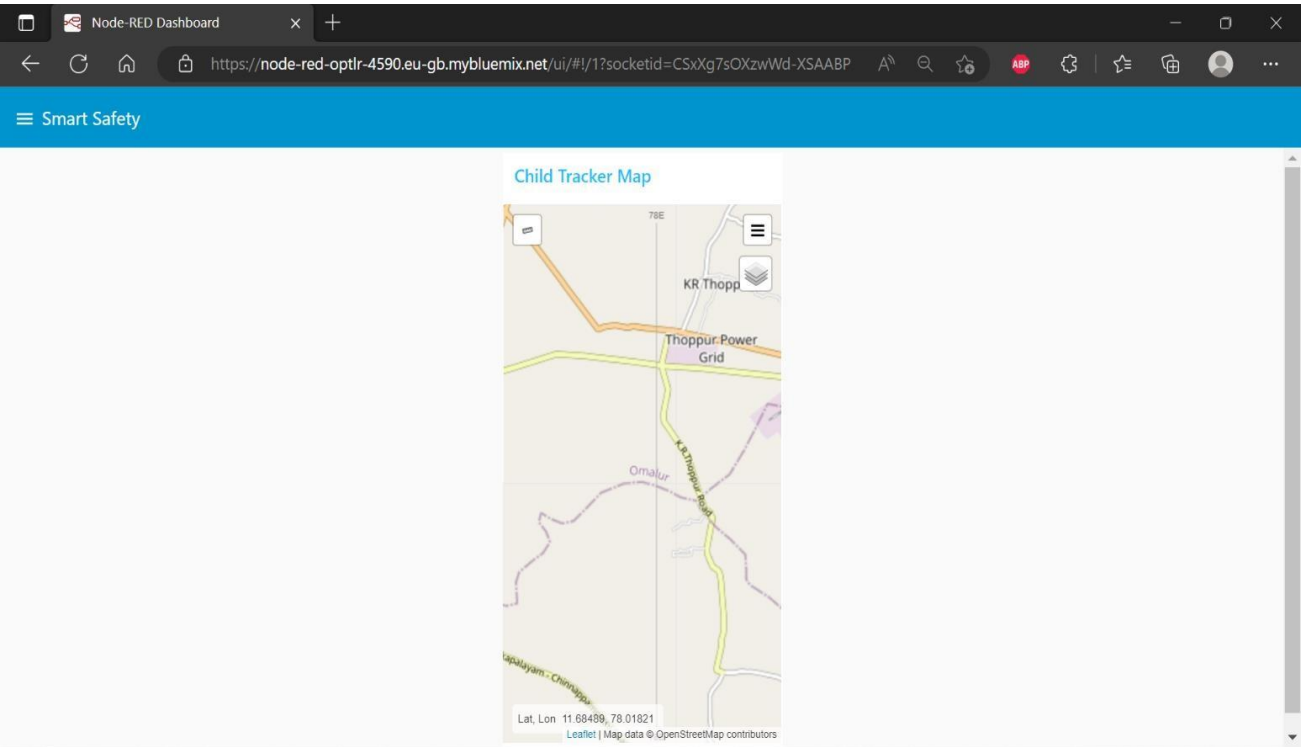 Node-RED Dashboard
https://node-red-optlr-4590.eu-gb.mybluemix.net/ui/#!/1?socketid=CSxXg7sOXzwWd-XSAABP
ABP
Smart Safety
Child Tracker Map
78E
KR Thopp
Thoppur Power
Grid
Omalur
K.R.Thoppur Road
apalayam - Chinnappa
Lat, Lon 11.68489, 78.01821
Leaflet | Map data © OpenStreetMap contributors